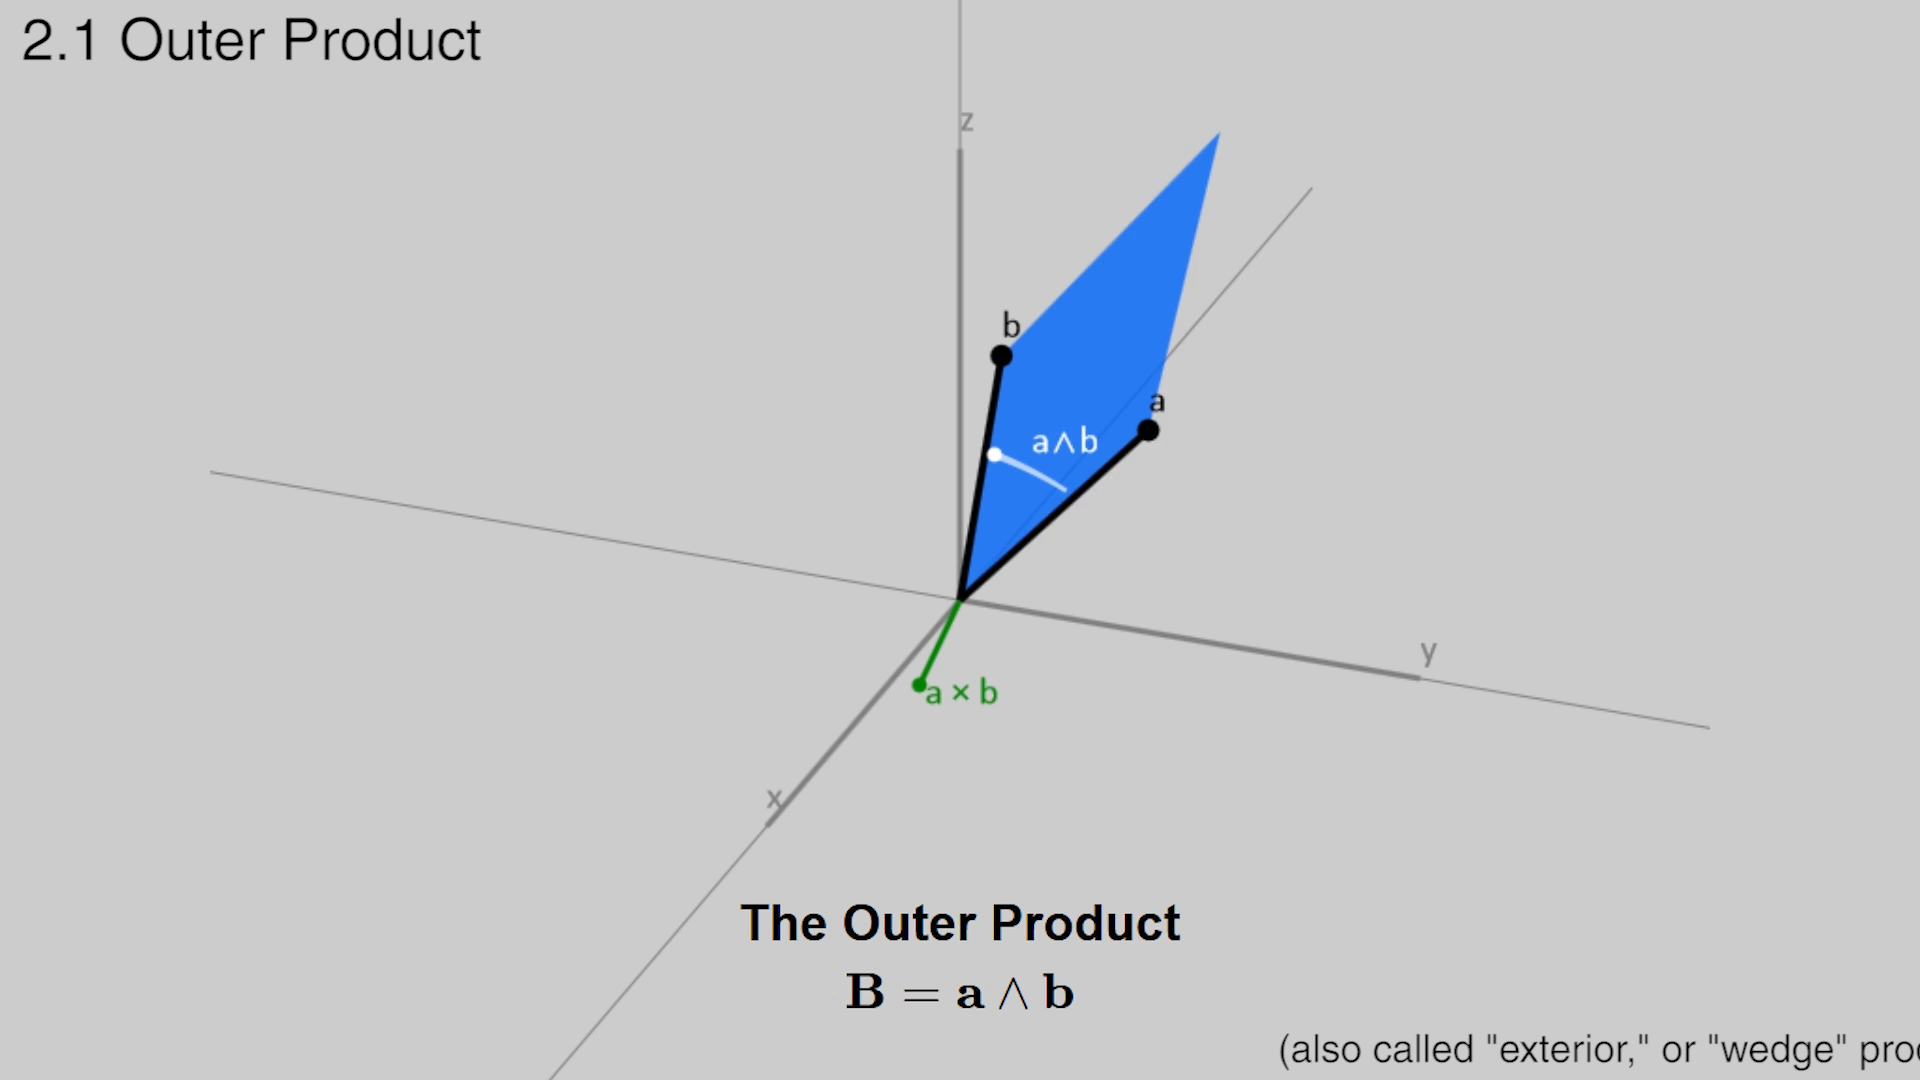 2.1 Outer Product
z
b
a
a∧b
y
a × b
x
The Outer Product
B = a ∧ b
(also called "exterior," or "wedge"